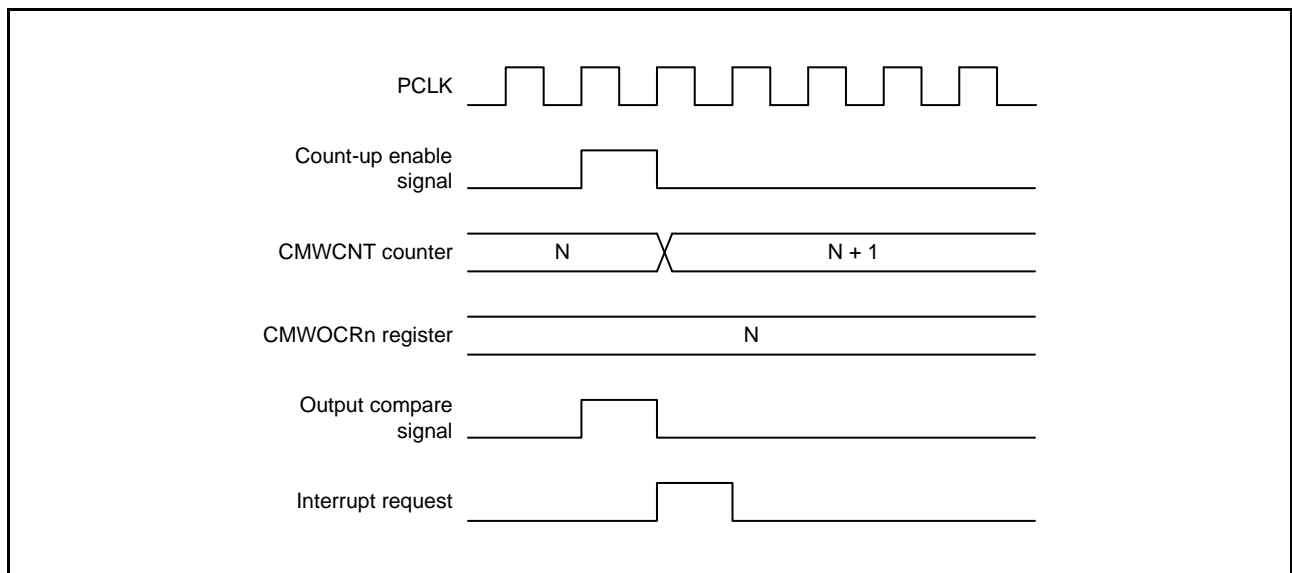 PCLK
Count-up enable
signal
CMWCNT counter
N
N + 1
CMWOCRn register
N
Output compare
signal
Interrupt request